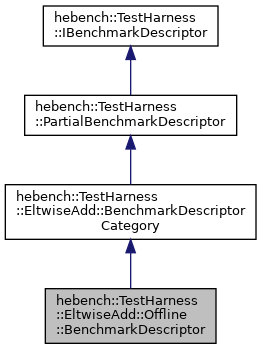 hebench::TestHarness
::IBenchmarkDescriptor
hebench::TestHarness
::PartialBenchmarkDescriptor
hebench::TestHarness
::EltwiseAdd::BenchmarkDescriptor
Category
hebench::TestHarness
::EltwiseAdd::Offline
::BenchmarkDescriptor